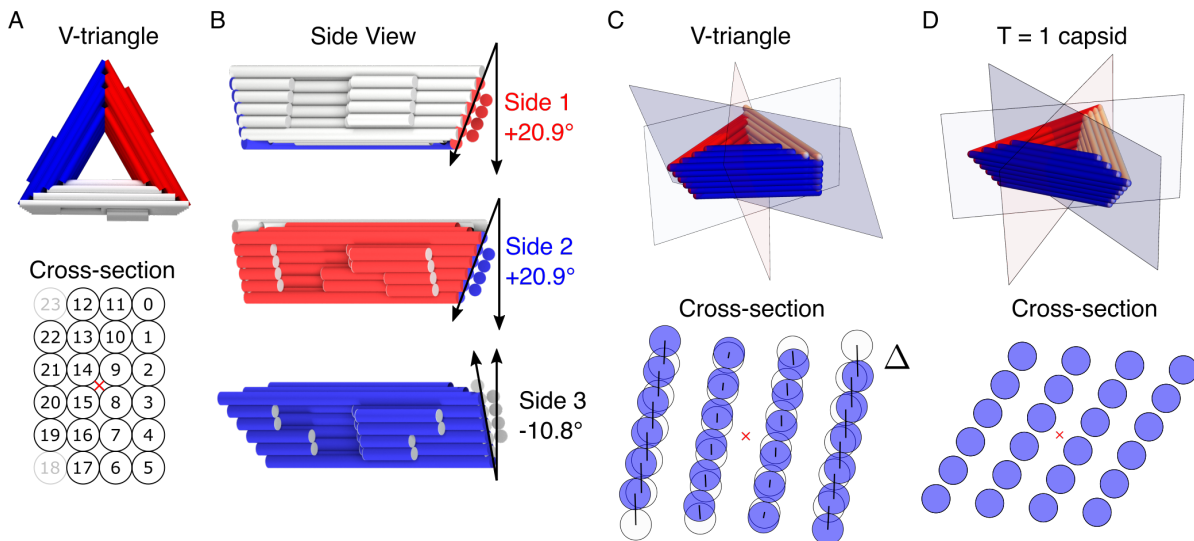 A
V-triangle
Cross-section
23 12 11 0
22 13 10 1
21 14 9 2
20 15 8 3
19 16 7 4
18 17 6 5
B
Side View
Side 1
+20.9°
Side 2
+20.9°
Side 3
-10.8°
C
V-triangle
Cross-section
Δ
D
T = 1 capsid
Cross-section